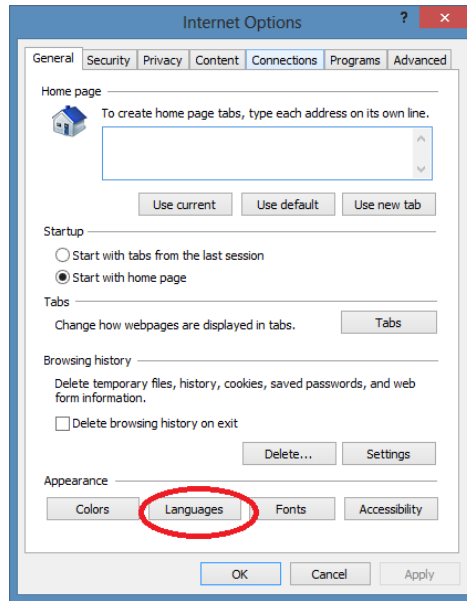 Internet Options
? ×
General Security Privacy Content Connections Programs Advanced
Home page
To create home page tabs, type each address on its own line.
Use current Use default Use new tab
Startup
Start with tabs from the last session
Start with home page
Tabs
Change how webpages are displayed in tabs. Tabs
Browsing history
Delete temporary files, history, cookies, saved passwords, and web
form information.
Delete browsing history on exit
Delete... Settings
Appearance
Colors Languages Fonts Accessibility
OK Cancel Apply